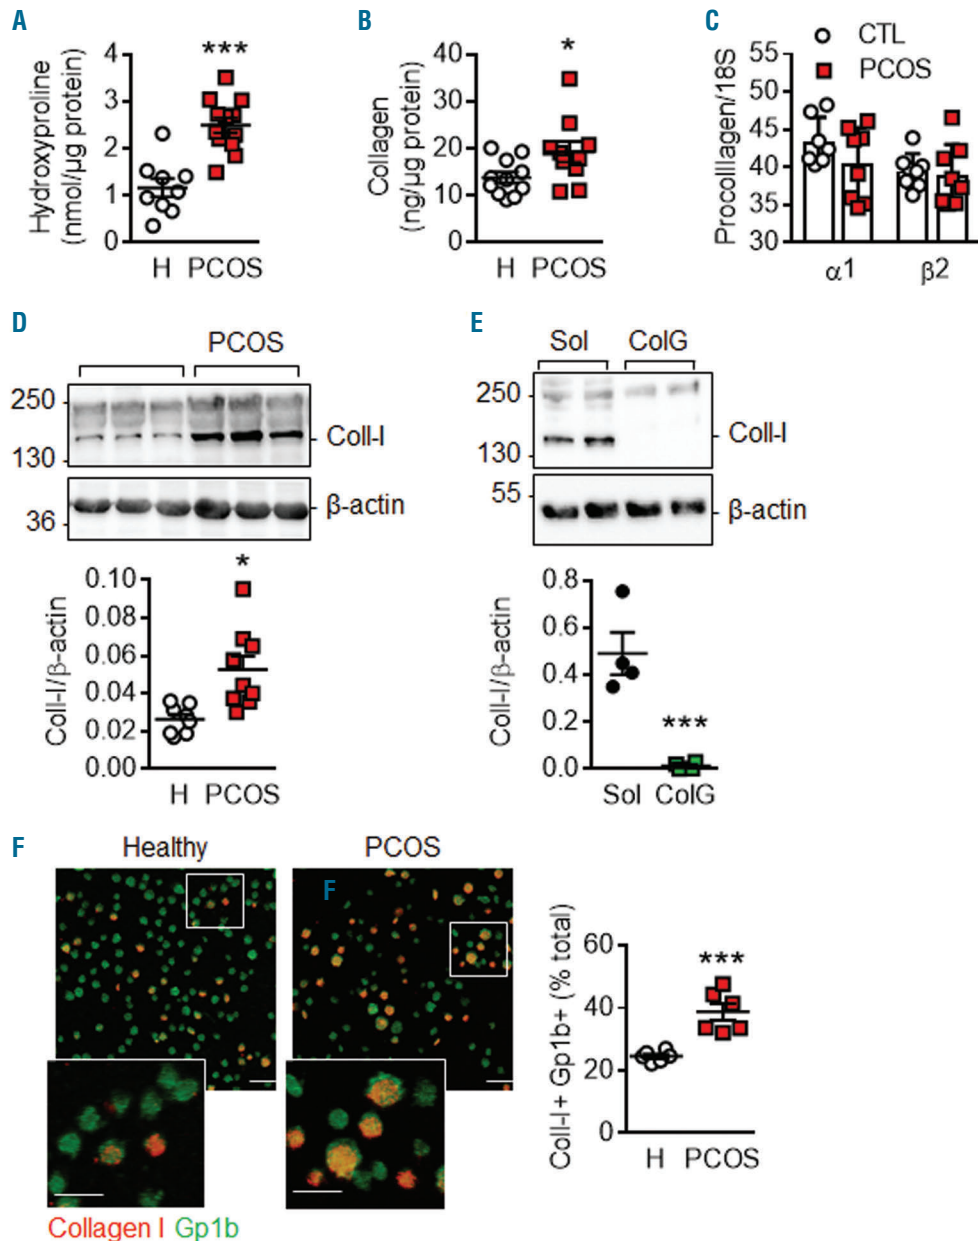 A
Hydroxyproline
(nmol/µg protein)
4
3
2
1
0
***
H PCOS
B
Collagen
(ng/µg protein)
40
30
20
10
0
*
H PCOS
C
CTL
PCOS
Procolllagen/18S
55
50
45
40
35
30
α1 β2
D
PCOS
250
130
Coll-I
36
β-actin
Coll-I/β-actin
0.10
0.08
0.06
0.04
0.02
0.00
*
H PCOS
E
Sol ColG
250
130
Coll-I
55
β-actin
Coll-I/β-actin
0.8
0.6
0.4
0.2
0.0
***
Sol ColG
F
Healthy PCOS
F
Collagen I Gp1b
Coll-I+ Gp1b+ (% total)
60
40
20
0
***
H PCOS